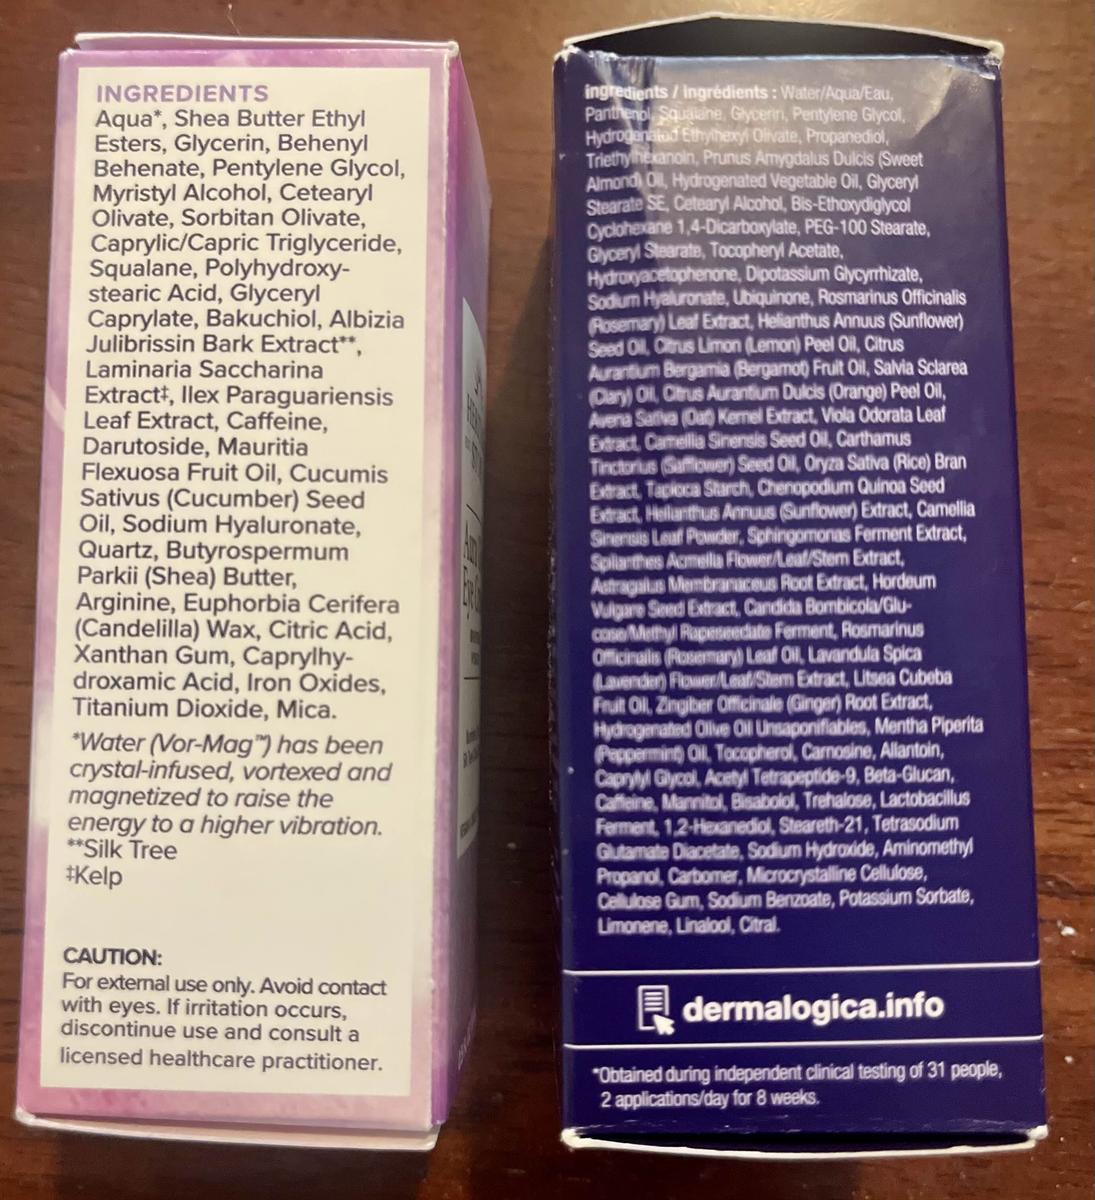 INGREDIENTS
Aqua*, Shea Butter Ethyl
Esters, Glycerin, Behenyl
Behenate, Pentylene Glycol,
Myristyl Alcohol, Cetearyl
Olivate, Sorbitan Olivate,
Caprylic/Capric Triglyceride,
Squalane, Polyhydroxy-
stearic Acid, Glyceryl
Caprylate, Bakuchiol, Albizia
Julibrissin Bark Extract**,
Laminaria Saccharina
Extract‡, Ilex Paraguariensis
Leaf Extract, Caffeine,
Darutoside, Mauritia
Flexuosa Fruit Oil, Cucumis
Sativus (Cucumber) Seed
Oil, Sodium Hyaluronate,
Quartz, Butyrospermum
Parkii (Shea) Butter,
Arginine, Euphorbia Cerifera
(Candelilla) Wax, Citric Acid,
Xanthan Gum, Caprylhy-
droxamic Acid, Iron Oxides,
Titanium Dioxide, Mica.
*Water (Vor-Mag™) has been
crystal-infused, vortexed and
magnetized to raise the
energy to a higher vibration.
**Silk Tree
‡Kelp
CAUTION:
For external use only. Avoid contact
with eyes. If irritation occurs,
discontinue use and consult a
licensed healthcare practitioner.
Ingredients / Ingrédients : Water/Aqua/Eau,
Panthenol, Squalane, Glycerin, Pentylene Glycol,
Hydrogenated Ethylhexyl Olivate, Propanediol,
Triethylhexanoin, Prunus Amygdalus Dulcis (Sweet
Almond) Oil, Hydrogenated Vegetable Oil, Glyceryl
Stearate SE, Cetearyl Alcohol, Bis-Ethoxydiglycol
Cyclohexane 1,4-Dicarboxylate, PEG-100 Stearate,
Glyceryl Stearate, Tocopheryl Acetate,
Hydroxyacetophenone, Dipotassium Glycyrrhizate,
Sodium Hyaluronate, Ubiquinone, Rosmarinus Officinalis
(Rosemary) Leaf Extract, Helianthus Annuus (Sunflower)
Seed Oil, Citrus Limon (Lemon) Peel Oil, Citrus
Aurantium Bergamia (Bergamot) Fruit Oil, Salvia Sclarea
(Clary) Oil, Citrus Aurantium Dulcis (Orange) Peel Oil,
Avena Sativa (Oat) Kernel Extract, Viola Odorata Leaf
Extract, Camellia Sinensis Seed Oil, Carthamus
Tinctorius (Safflower) Seed Oil, Oryza Sativa (Rice) Bran
Extract, Tapioca Starch, Chenopodium Quinoa Seed
Extract, Helianthus Annuus (Sunflower) Extract, Camellia
Sinensis Leaf Powder, Sphingomonas Ferment Extract,
Spilanthes Acmella Flower/Leaf/Stem Extract,
Astragalus Membranaceus Root Extract, Hordeum
Vulgare Seed Extract, Candida Bombicola/Glu-
cose/Methyl Rapeseedate Ferment, Rosmarinus
Officinalis (Rosemary) Leaf Oil, Lavandula Spica
(Lavender) Flower/Leaf/Stem Extract, Litsea Cubeba
Fruit Oil, Zingiber Officinale (Ginger) Root Extract,
Hydrogenated Olive Oil Unsaponifiables, Mentha Piperita
(Peppermint) Oil, Tocopherol, Carnosine, Allantoin,
Caprylyl Glycol, Acetyl Tetrapeptide-9, Beta-Glucan,
Caffeine, Mannitol, Bisabolol, Trehalose, Lactobacillus
Ferment, 1,2-Hexanediol, Steareth-21, Tetrasodium
Glutamate Diacetate, Sodium Hydroxide, Aminomethyl
Propanol, Carbomer, Microcrystalline Cellulose,
Cellulose Gum, Sodium Benzoate, Potassium Sorbate,
Limonene, Linalool, Citral.
dermalogica.info
*Obtained during independent clinical testing of 31 people,
2 applications/day for 8 weeks.